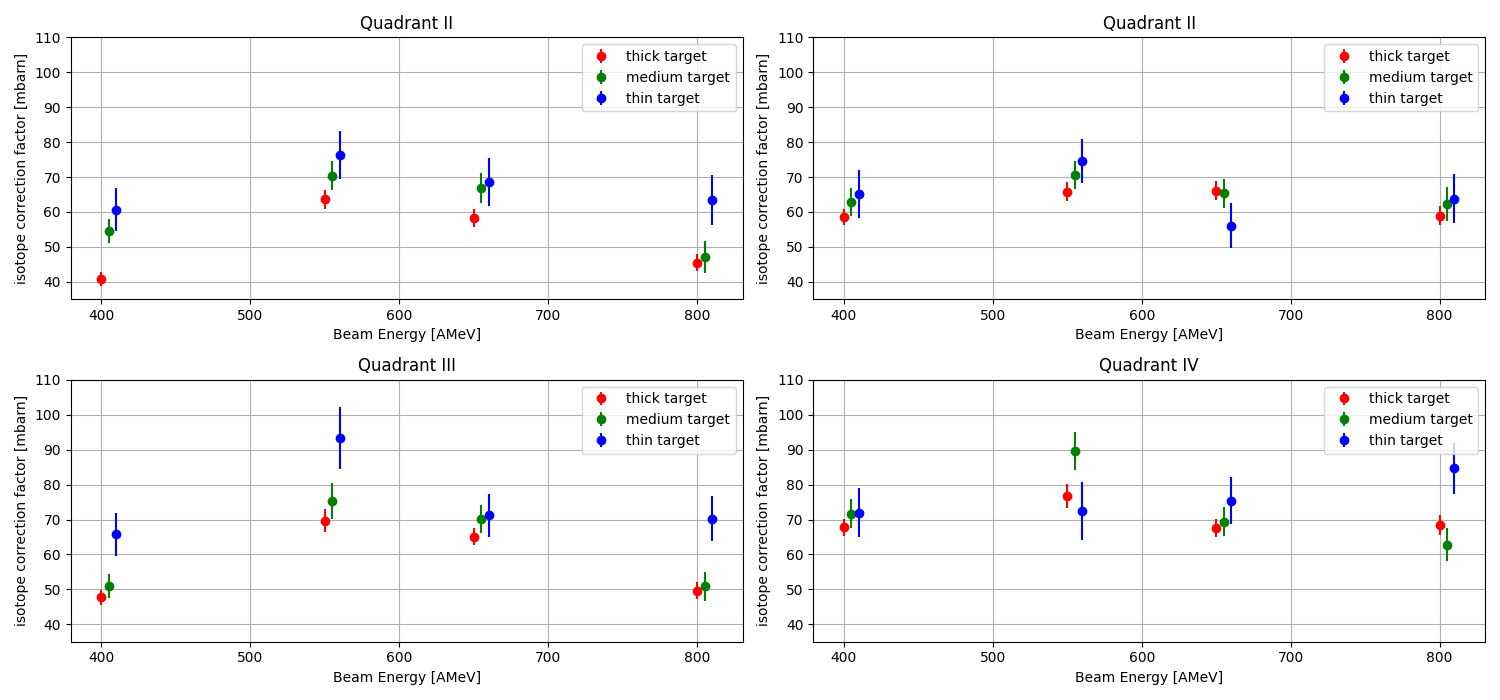 Quadrant II
isotope correction factor [mbarn]
110
100
90
80
70
60
50
40
thick target
medium target
thin target
400
500
600
700
800
Beam Energy [AMeV]
Quadrant II
isotope correction factor [mbarn]
110
100
90
80
70
60
50
40
thick target
medium target
thin target
400
500
600
700
800
Beam Energy [AMeV]
Quadrant III
isotope correction factor [mbarn]
110
100
90
80
70
60
50
40
thick target
medium target
thin target
400
500
600
700
800
Beam Energy [AMeV]
Quadrant IV
isotope correction factor [mbarn]
110
100
90
80
70
60
50
40
thick target
medium target
thin target
400
500
600
700
800
Beam Energy [AMeV]